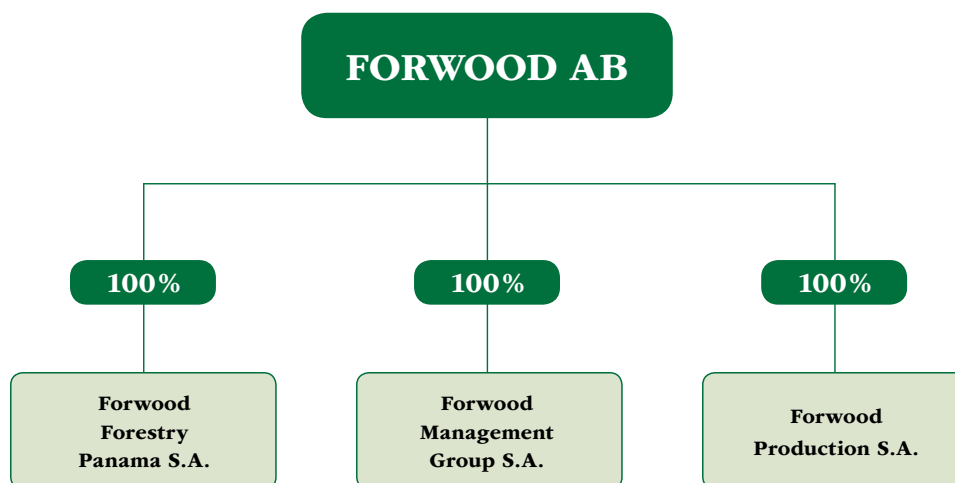 FORWOOD AB
100%
100%
100%
Forwood
Forestry
Panama S.A.
Forwood
Management
Group S.A.
Forwood
Production S.A.